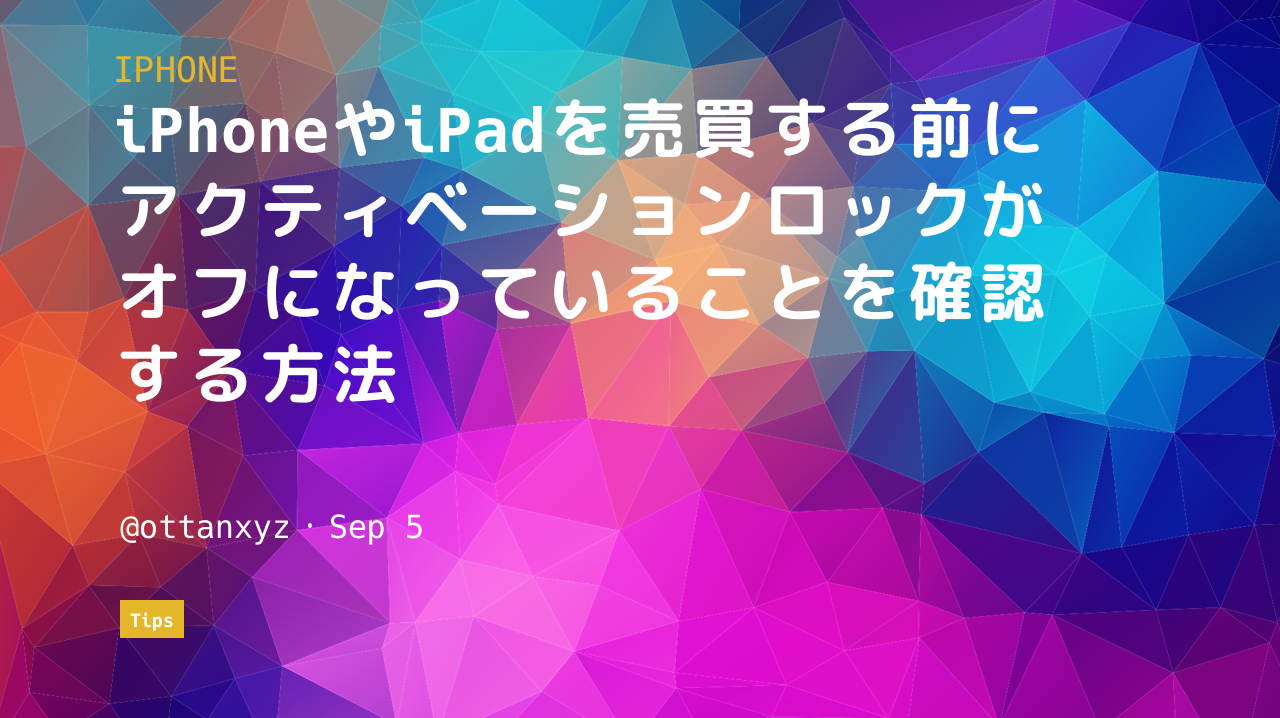 IPHONE
iPhoneやiPadを売買する前に
アクティベーションロックが
オフになっていることを確認
する方法
@ottanxyz・Sep 5
Tips